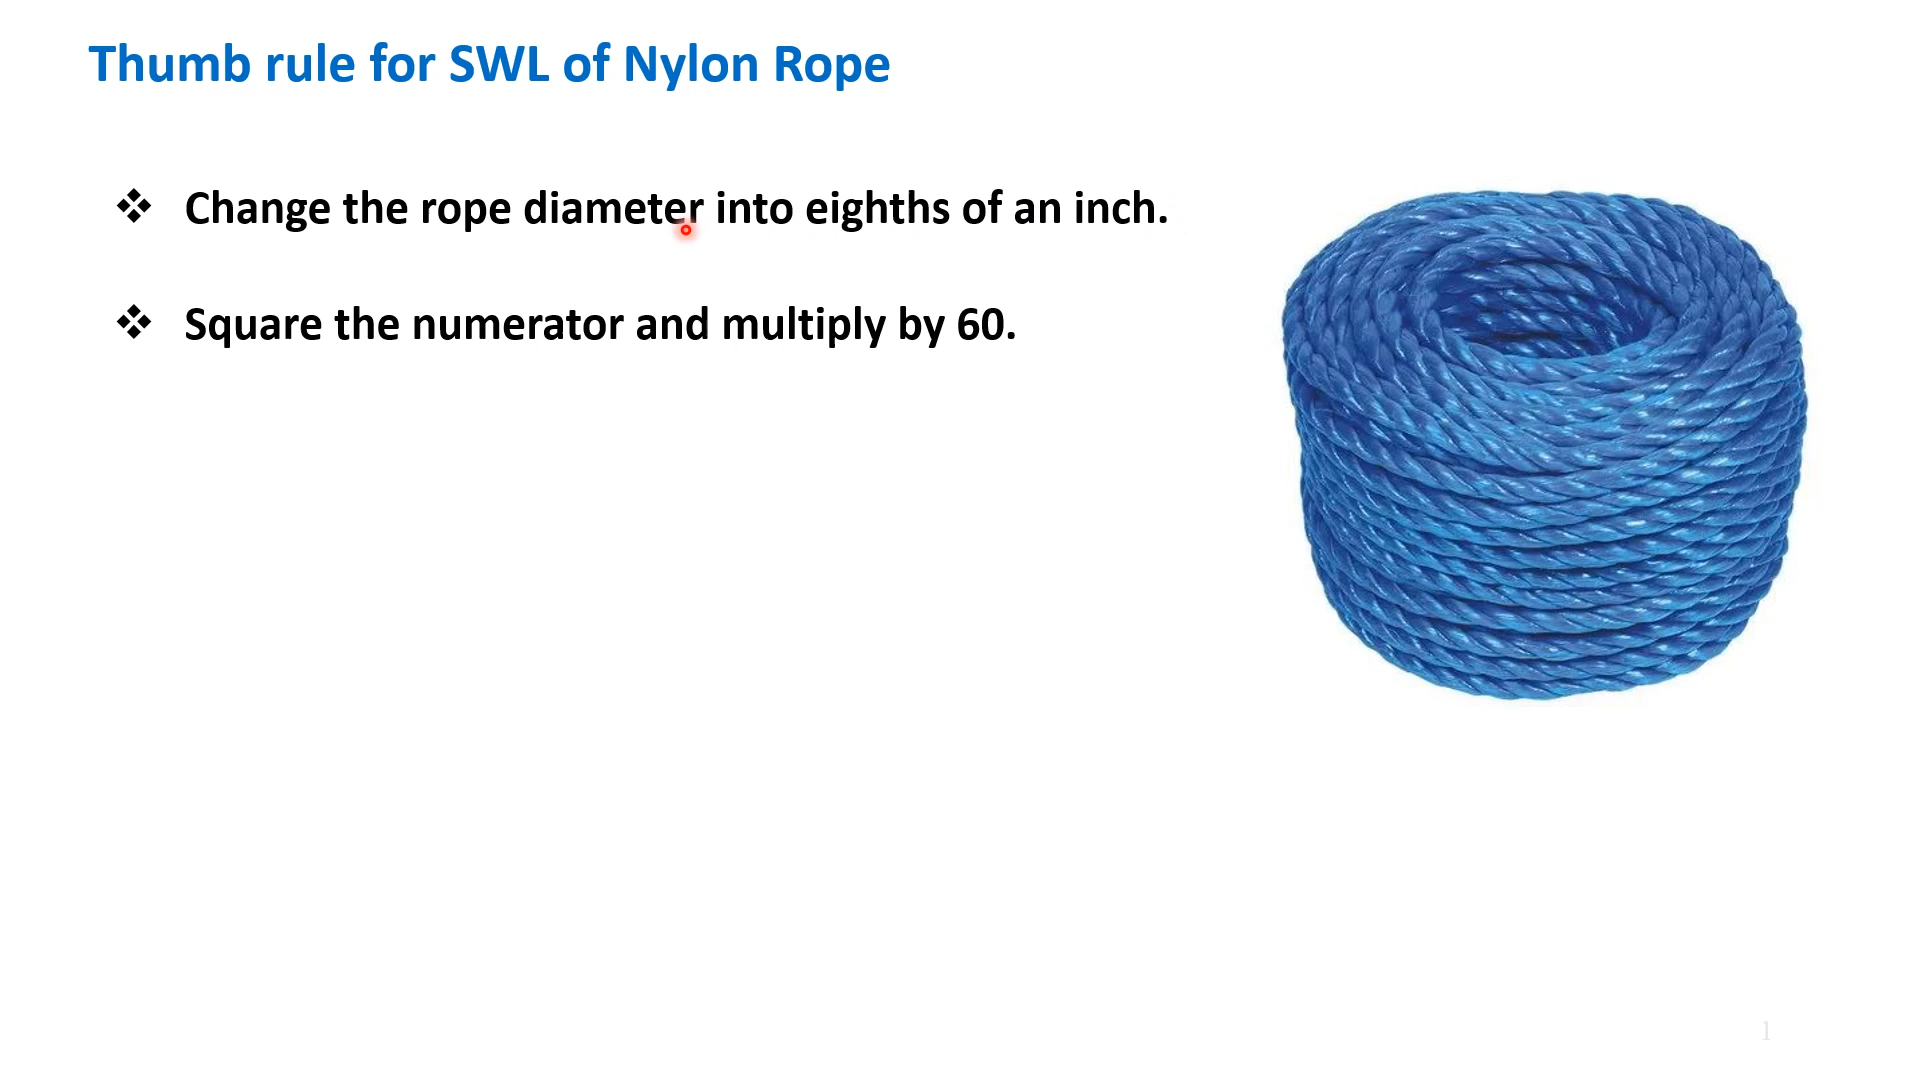 Thumb rule for SWL of Nylon Rope
Change the rope diameter into eighths of an inch.
Square the numerator and multiply by 60.
1